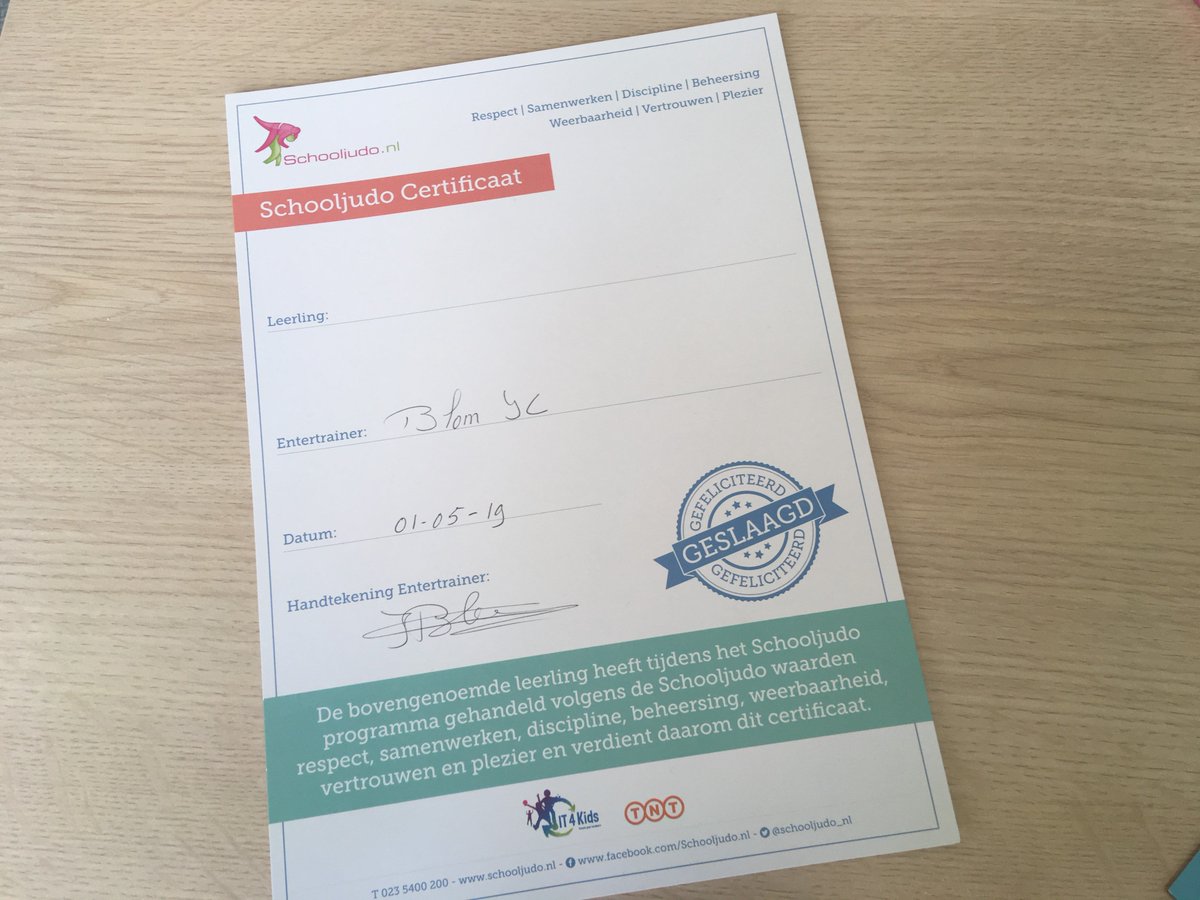 Schooljudo.nl
Respect | Samenwerken | Discipline | Beheersing
Weerbaarheid | Vertrouwen | Plezier
Schooljudo Certificaat
Leerling:
Entertrainer: Blom
Datum: 01-05-19
GEFELICITEERD
GESLAAGD
GEFELICITEERD
Handtekening Entertrainer:
De bovengenoemde leerling heeft tijdens het Schooljudo
programma gehandeld volgens de Schooljudo waarden
respect, samenwerken, discipline, beheersing, weerbaarheid,
vertrouwen en plezier en verdient daarom dit certificaat.
IT4Kids
TNT
T 023 5400 200 - www.schooljudo.nl - www.facebook.com/Schooljudo.nl - @schooljudo_nl